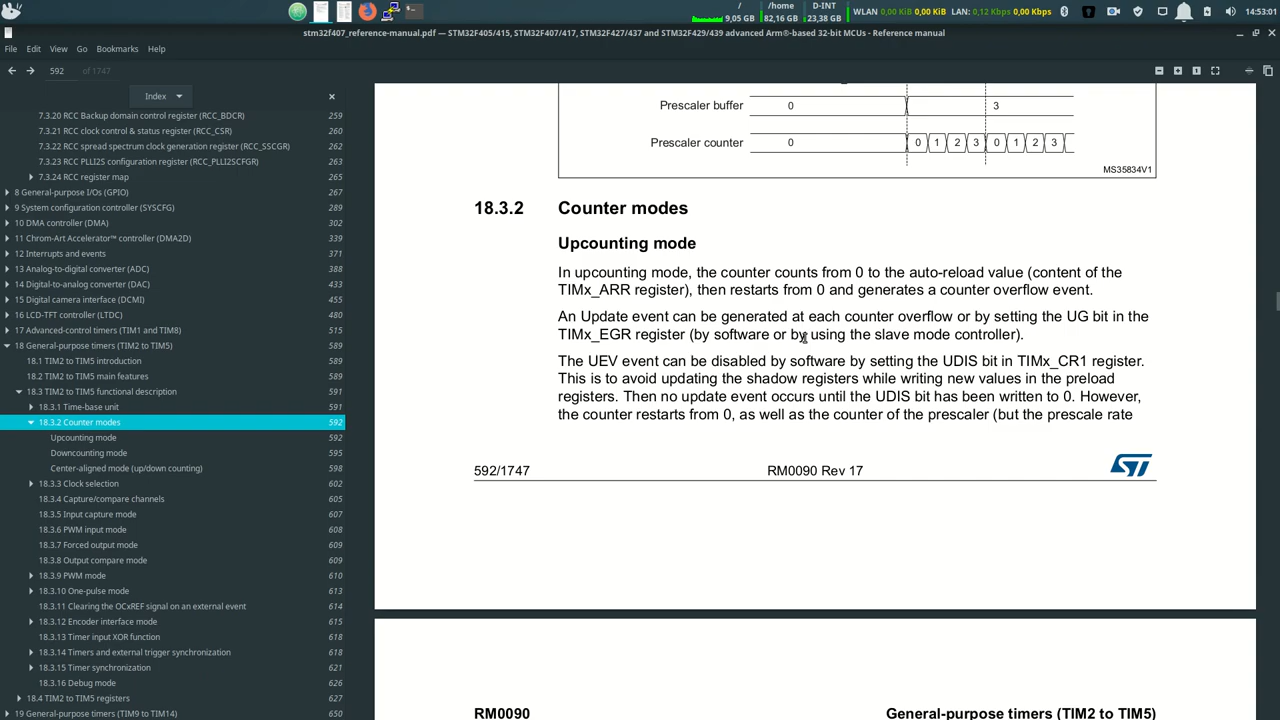 9,05 GB
/home
82,16 GB
D-Int
23,38 GB
WLAN 0,00 KiB 0,00 KiB
LAN: 0,12 Kbps 0,00 Kbps
14:53:01
stm32f407_reference-manual.pdf — STM32F405/415, STM32F407/417, STM32F427/437 and STM32F429/439 advanced Arm®-based 32-bit MCUs - Reference manual
File Edit View Go Bookmarks Help
592 of 1747
Index
7.3.20 RCC Backup domain control register (RCC_BDCR) 259
7.3.21 RCC clock control & status register (RCC_CSR) 260
7.3.22 RCC spread spectrum clock generation register (RCC_SSCGR) 262
7.3.23 RCC PLLI2S configuration register (RCC_PLLI2SCFGR) 263
7.3.24 RCC register map 265
8 General-purpose I/Os (GPIO) 267
9 System configuration controller (SYSCFG) 289
10 DMA controller (DMA) 302
11 Chrom-Art Accelerator™ controller (DMA2D) 339
12 Interrupts and events 371
13 Analog-to-digital converter (ADC) 388
14 Digital-to-analog converter (DAC) 433
15 Digital camera interface (DCMI) 455
16 LCD-TFT controller (LTDC) 480
17 Advanced-control timers (TIM1 and TIM8) 515
18 General-purpose timers (TIM2 to TIM5) 589
18.1 TIM2 to TIM5 introduction 589
18.2 TIM2 to TIM5 main features 589
18.3 TIM2 to TIM5 functional description 591
18.3.1 Time-base unit 591
18.3.2 Counter modes 592
Upcounting mode 592
Downcounting mode 595
Center-aligned mode (up/down counting) 598
18.3.3 Clock selection 602
18.3.4 Capture/compare channels 605
18.3.5 Input capture mode 607
18.3.6 PWM input mode 608
18.3.7 Forced output mode 609
18.3.8 Output compare mode 609
18.3.9 PWM mode 610
18.3.10 One-pulse mode 613
18.3.11 Clearing the OCxREF signal on an external event 614
18.3.12 Encoder interface mode 615
18.3.13 Timer input XOR function 618
18.3.14 Timers and external trigger synchronization 618
18.3.15 Timer synchronization 621
18.3.16 Debug mode 626
18.4 TIM2 to TIM5 registers 627
19 General-purpose timers (TIM9 to TIM14) 650
Prescaler buffer 0 3
Prescaler counter 0 0 1 2 3 0 1 2 3
MS35834V1
18.3.2 Counter modes
Upcounting mode
In upcounting mode, the counter counts from 0 to the auto-reload value (content of the
TIMx_ARR register), then restarts from 0 and generates a counter overflow event.
An Update event can be generated at each counter overflow or by setting the UG bit in the
TIMx_EGR register (by software or by using the slave mode controller).
The UEV event can be disabled by software by setting the UDIS bit in TIMx_CR1 register.
This is to avoid updating the shadow registers while writing new values in the preload
registers. Then no update event occurs until the UDIS bit has been written to 0. However,
the counter restarts from 0, as well as the counter of the prescaler (but the prescale rate
592/1747 RM0090 Rev 17 ST
RM0090 General-purpose timers (TIM2 to TIM5)